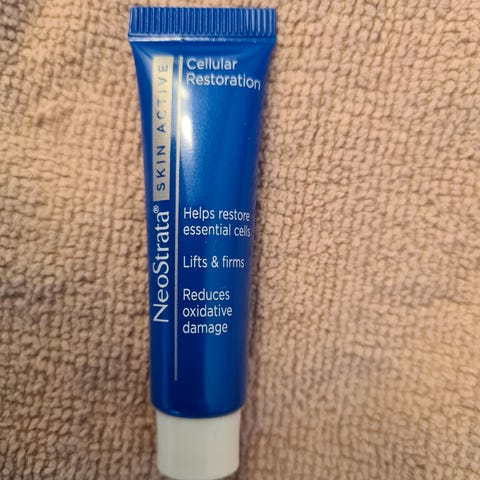 NeoStrata®
SKIN ACTIVE
Cellular
Restoration
Helps restore
essential cells
Lifts & firms
Reduces
oxidative
damage